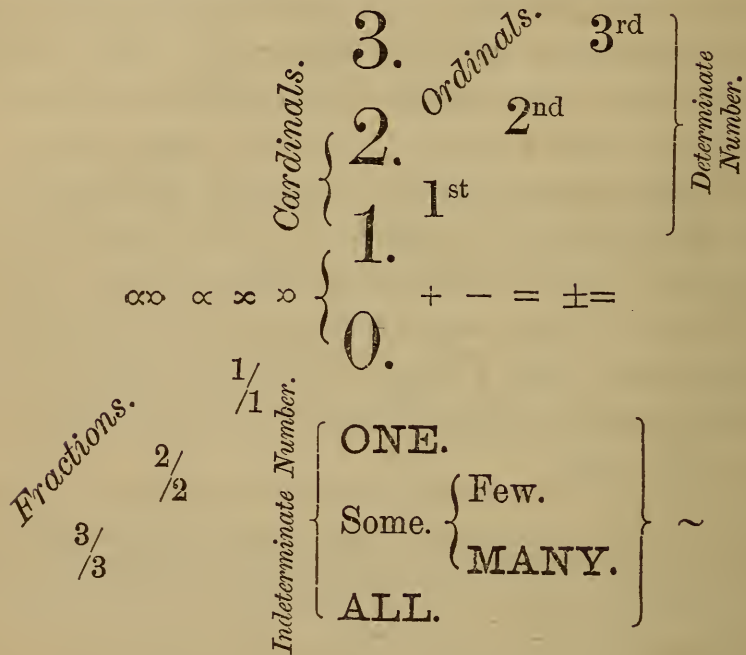 3.
Cardinals.
Ordinals.
3rd
2.
2nd
1st
1.
Determinate
Number.
+ - = ±=
0.
Fractions.
1/1
2/2
3/3
Indeterminate Number.
ONE.
Some.
Few.
MANY.
ALL.
~